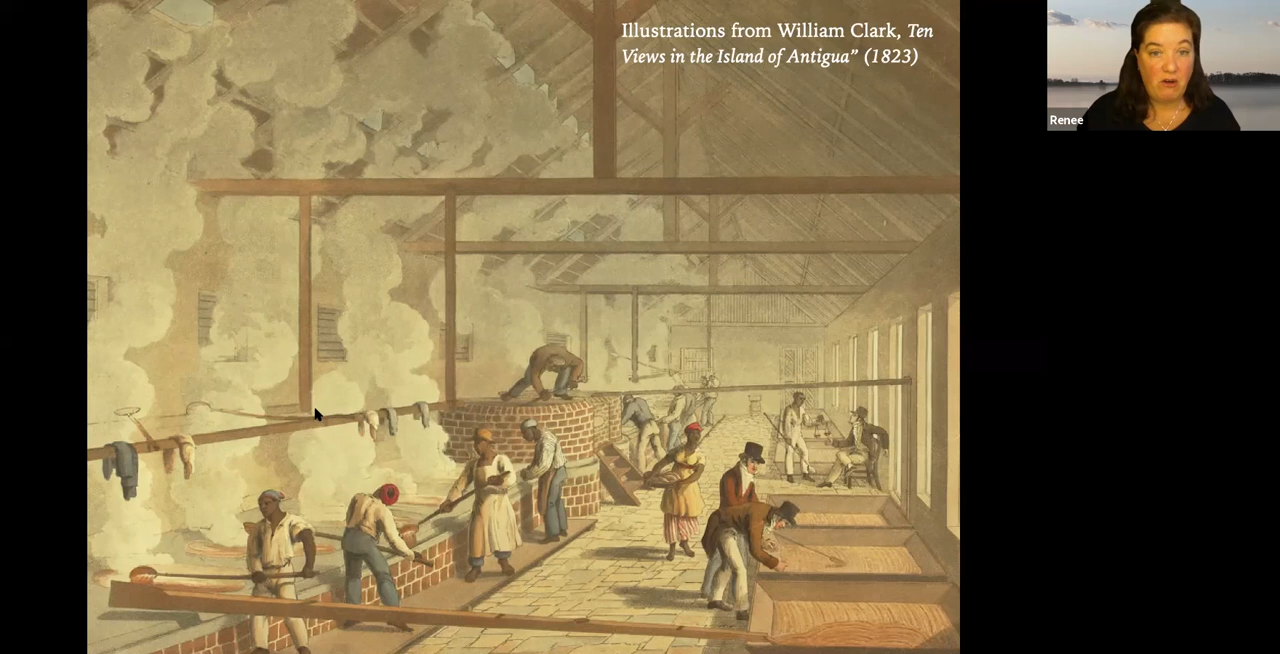 Illustrations from William Clark, Ten
Views in the Island of Antigua” (1823)
Renee